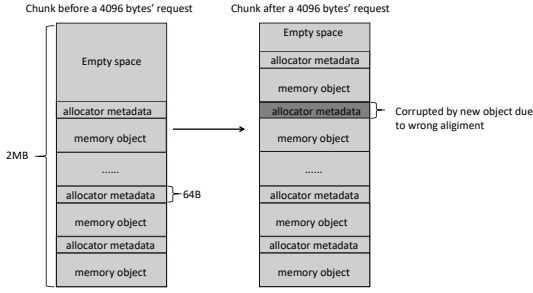 Chunk before a 4096 bytes' request
Chunk after a 4096 bytes' request
Empty space
allocator metadata
memory object
......
allocator metadata
memory object
allocator metadata
memory object
2MB
64B
Empty space
allocator metadata
memory object
allocator metadata
memory object
......
allocator metadata
memory object
allocator metadata
memory object
Corrupted by new object due
to wrong aligiment